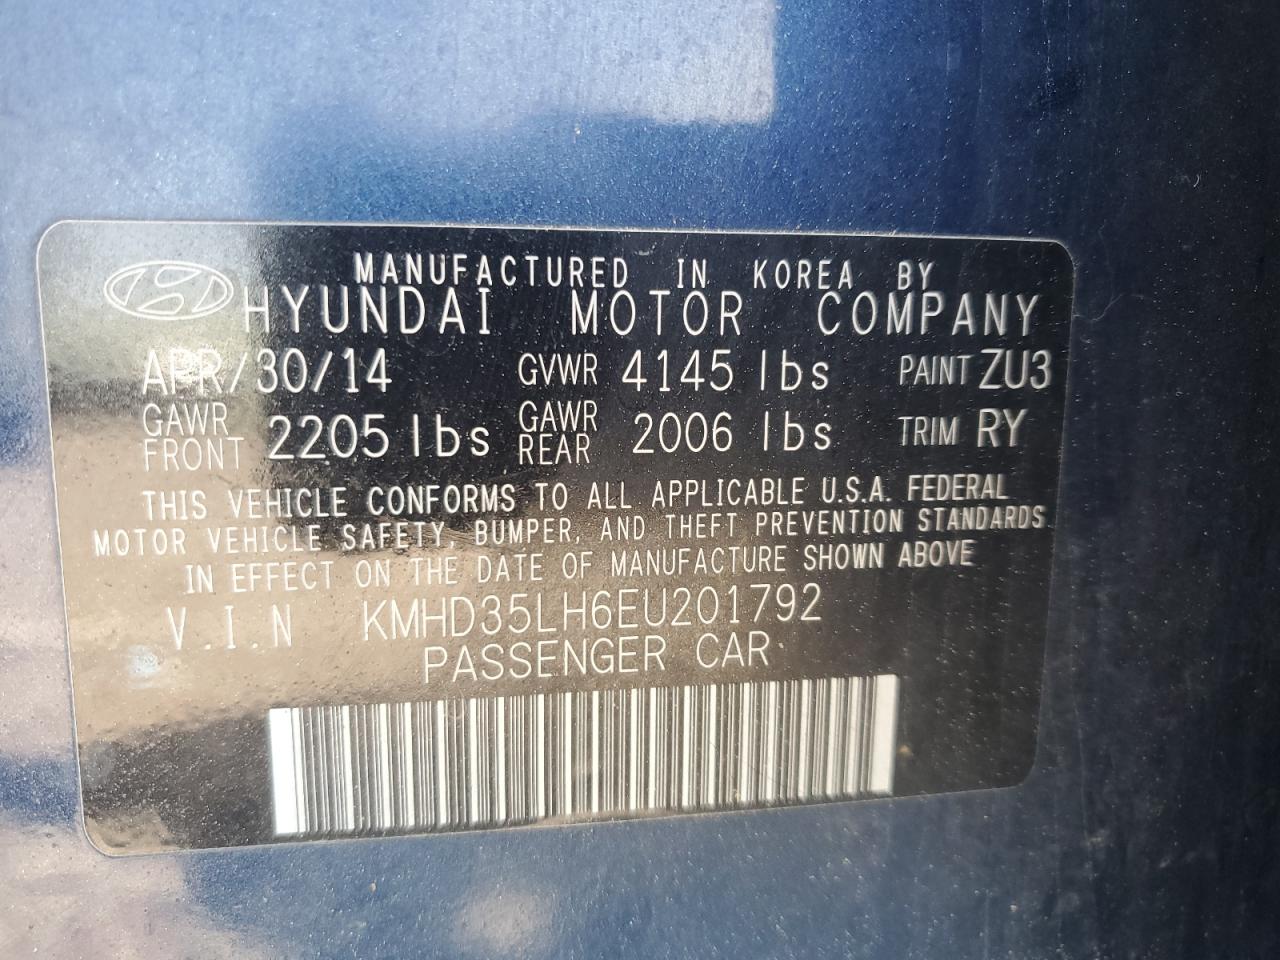 MANUFACTURED IN KOREA BY
HYUNDAI MOTOR COMPANY
APR/30/14 GVWR 4145 lbs PAINT ZU3
GAWR FRONT 2205 lbs GAWR REAR 2006 lbs TRIM RY
THIS VEHICLE CONFORMS TO ALL APPLICABLE U.S.A. FEDERAL
MOTOR VEHICLE SAFETY, BUMPER, AND THEFT PREVENTION STANDARDS
IN EFFECT ON THE DATE OF MANUFACTURE SHOWN ABOVE
V.I.N KMHD35LH6EU201792
PASSENGER CAR